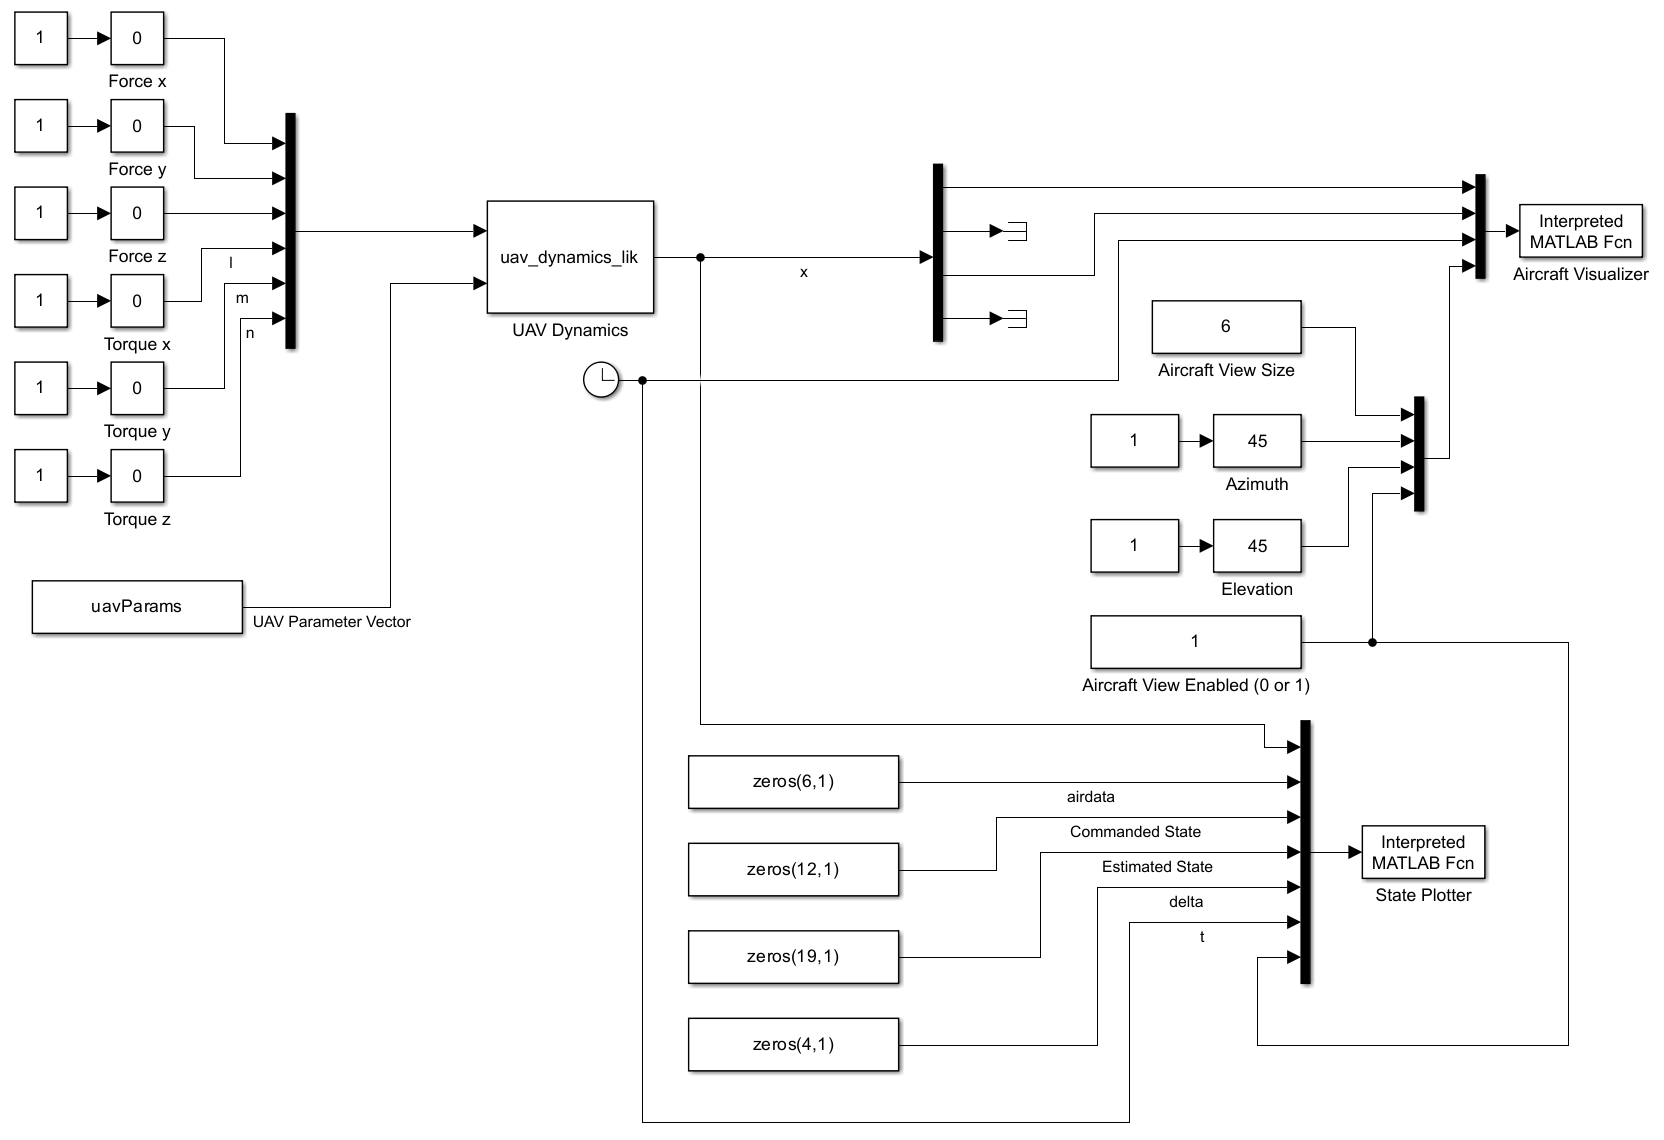 1
0
Force x
1
0
Force y
1
0
Force z
l
1
0
Torque x
m
n
1
0
Torque y
1
0
Torque z
uavParams
UAV Parameter Vector
uav_dynamics_lik
UAV Dynamics
x
Interpreted
MATLAB Fcn
Aircraft Visualizer
6
Aircraft View Size
1
45
Azimuth
1
45
Elevation
1
Aircraft View Enabled (0 or 1)
zeros(6,1)
airdata
Commanded State
zeros(12,1)
Estimated State
delta
zeros(19,1)
t
zeros(4,1)
Interpreted
MATLAB Fcn
State Plotter